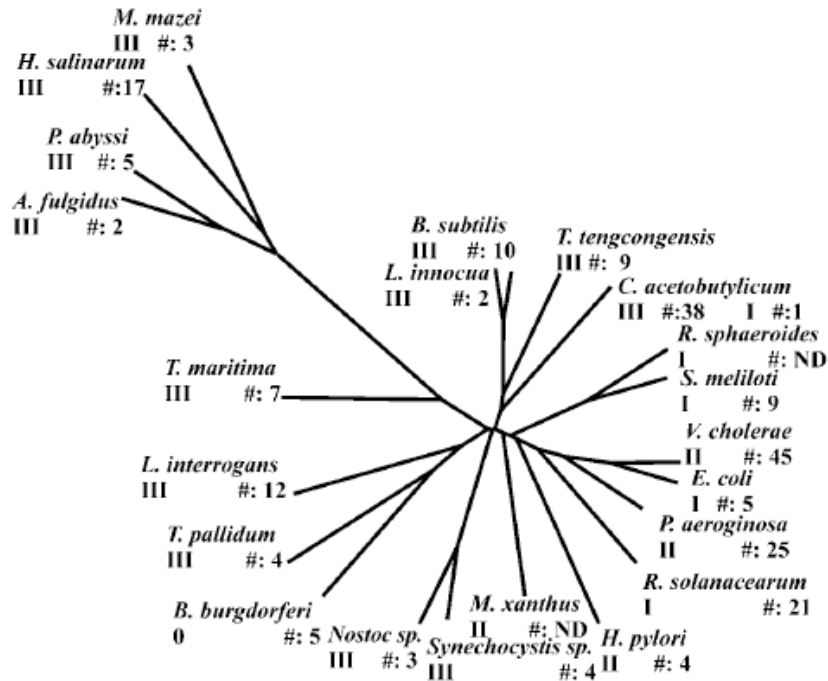 M. mazei
III #: 3
H. salinarum
III #:17
P. abyssi
III #: 5
A. fulgidus
III #: 2
B. subtilis
III #: 10
L. innocua
III #: 2
T. tengcongensis
III #: 9
C. acetobutylicum
III #:38 I #:1
R. sphaeroides
I #: ND
S. meliloti
I #: 9
T. maritima
III #: 7
V. cholerae
II #: 45
E. coli
I #: 5
L. interrogans
III #: 12
P. aeroginosa
II #: 25
T. pallidum
III #: 4
R. solanacearum
I #: 21
B. burgdorferi
0 #: 5
Nostoc sp.
III #: 3
Synechocystis sp.
III #: 4
M. xanthus
II #: ND
H. pylori
II #: 4